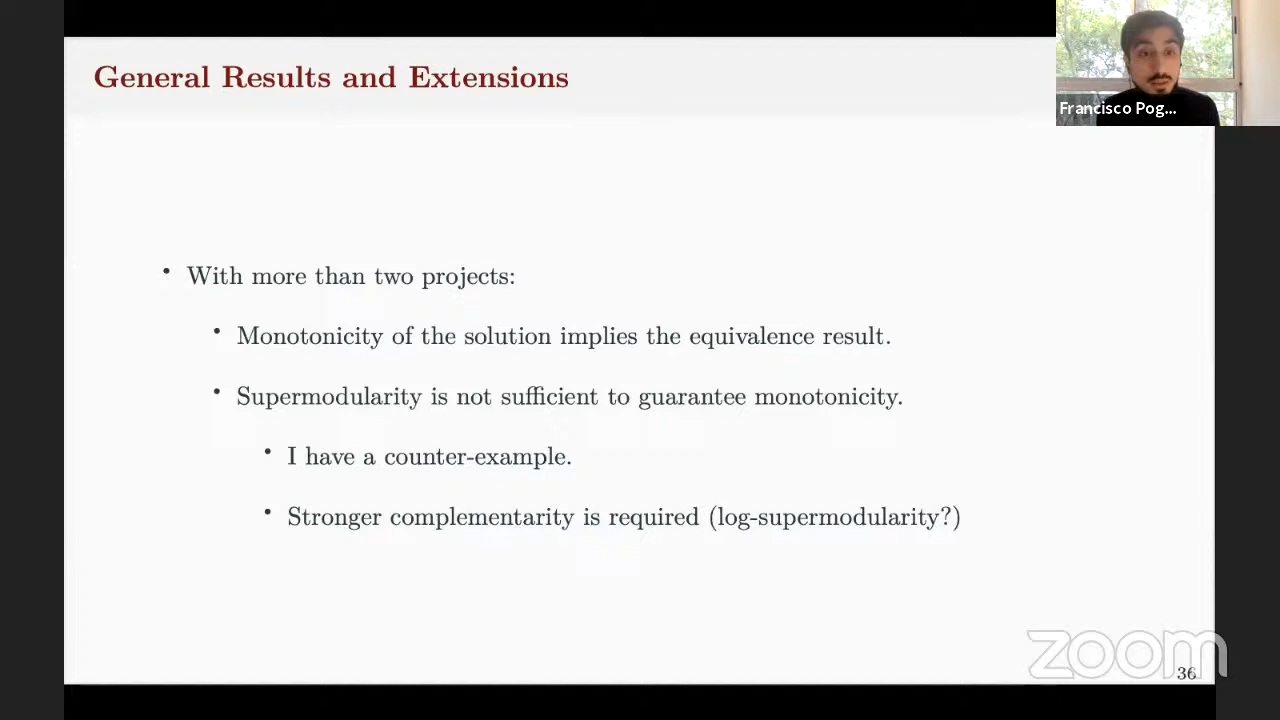 General Results and Extensions
Francisco Pog...
• With more than two projects:
• Monotonicity of the solution implies the equivalence result.
• Supermodularity is not sufficient to guarantee monotonicity.
• I have a counter-example.
• Stronger complementarity is required (log-supermodularity?)
zoom
36